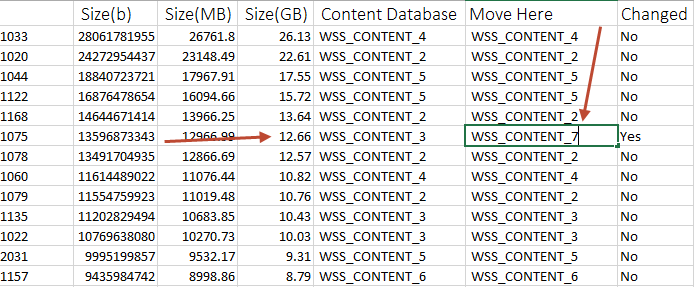 Size(b) Size(MB) Size(GB) Content Database Move Here Changed
1033 28061781955 26761.8 26.13 WSS_CONTENT_4 WSS_CONTENT_4 No
1020 24272954437 23148.49 22.61 WSS_CONTENT_2 WSS_CONTENT_2 No
1044 18840723721 17967.91 17.55 WSS_CONTENT_5 WSS_CONTENT_5 No
1122 16876478654 16094.66 15.72 WSS_CONTENT_5 WSS_CONTENT_5 No
1168 14644671414 13966.25 13.64 WSS_CONTENT_2 WSS_CONTENT_2 No
1075 13596873343 12966.99 12.66 WSS_CONTENT_3 WSS_CONTENT_7 Yes
1078 13491704935 12866.69 12.57 WSS_CONTENT_2 WSS_CONTENT_2 No
1060 11614489022 11076.44 10.82 WSS_CONTENT_4 WSS_CONTENT_4 No
1079 11554759923 11019.48 10.76 WSS_CONTENT_2 WSS_CONTENT_2 No
1135 11202829494 10683.85 10.43 WSS_CONTENT_3 WSS_CONTENT_3 No
1022 10769638080 10270.73 10.03 WSS_CONTENT_3 WSS_CONTENT_3 No
2031 9995199857 9532.17 9.31 WSS_CONTENT_5 WSS_CONTENT_5 No
1157 9435984742 8998.86 8.79 WSS_CONTENT_6 WSS_CONTENT_6 No